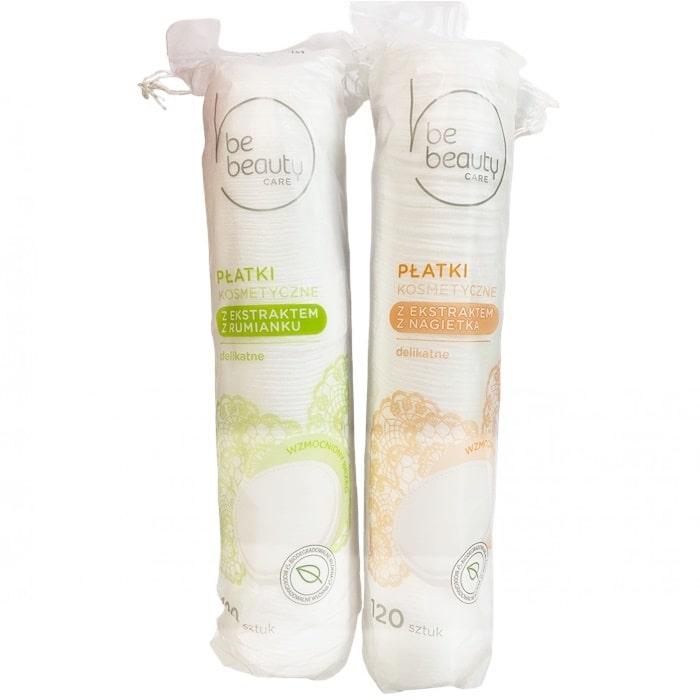 be
beauty
CARE
PŁATKI
KOSMETYCZNE
Z EKSTRAKTEM
Z RUMIANKU
delikatne
WZMOCNIONY
sztuk
be
beauty
CARE
PŁATKI
KOSMETYCZNE
Z EKSTRAKTEM
Z NAGIETKA
delikatne
120 sztuk